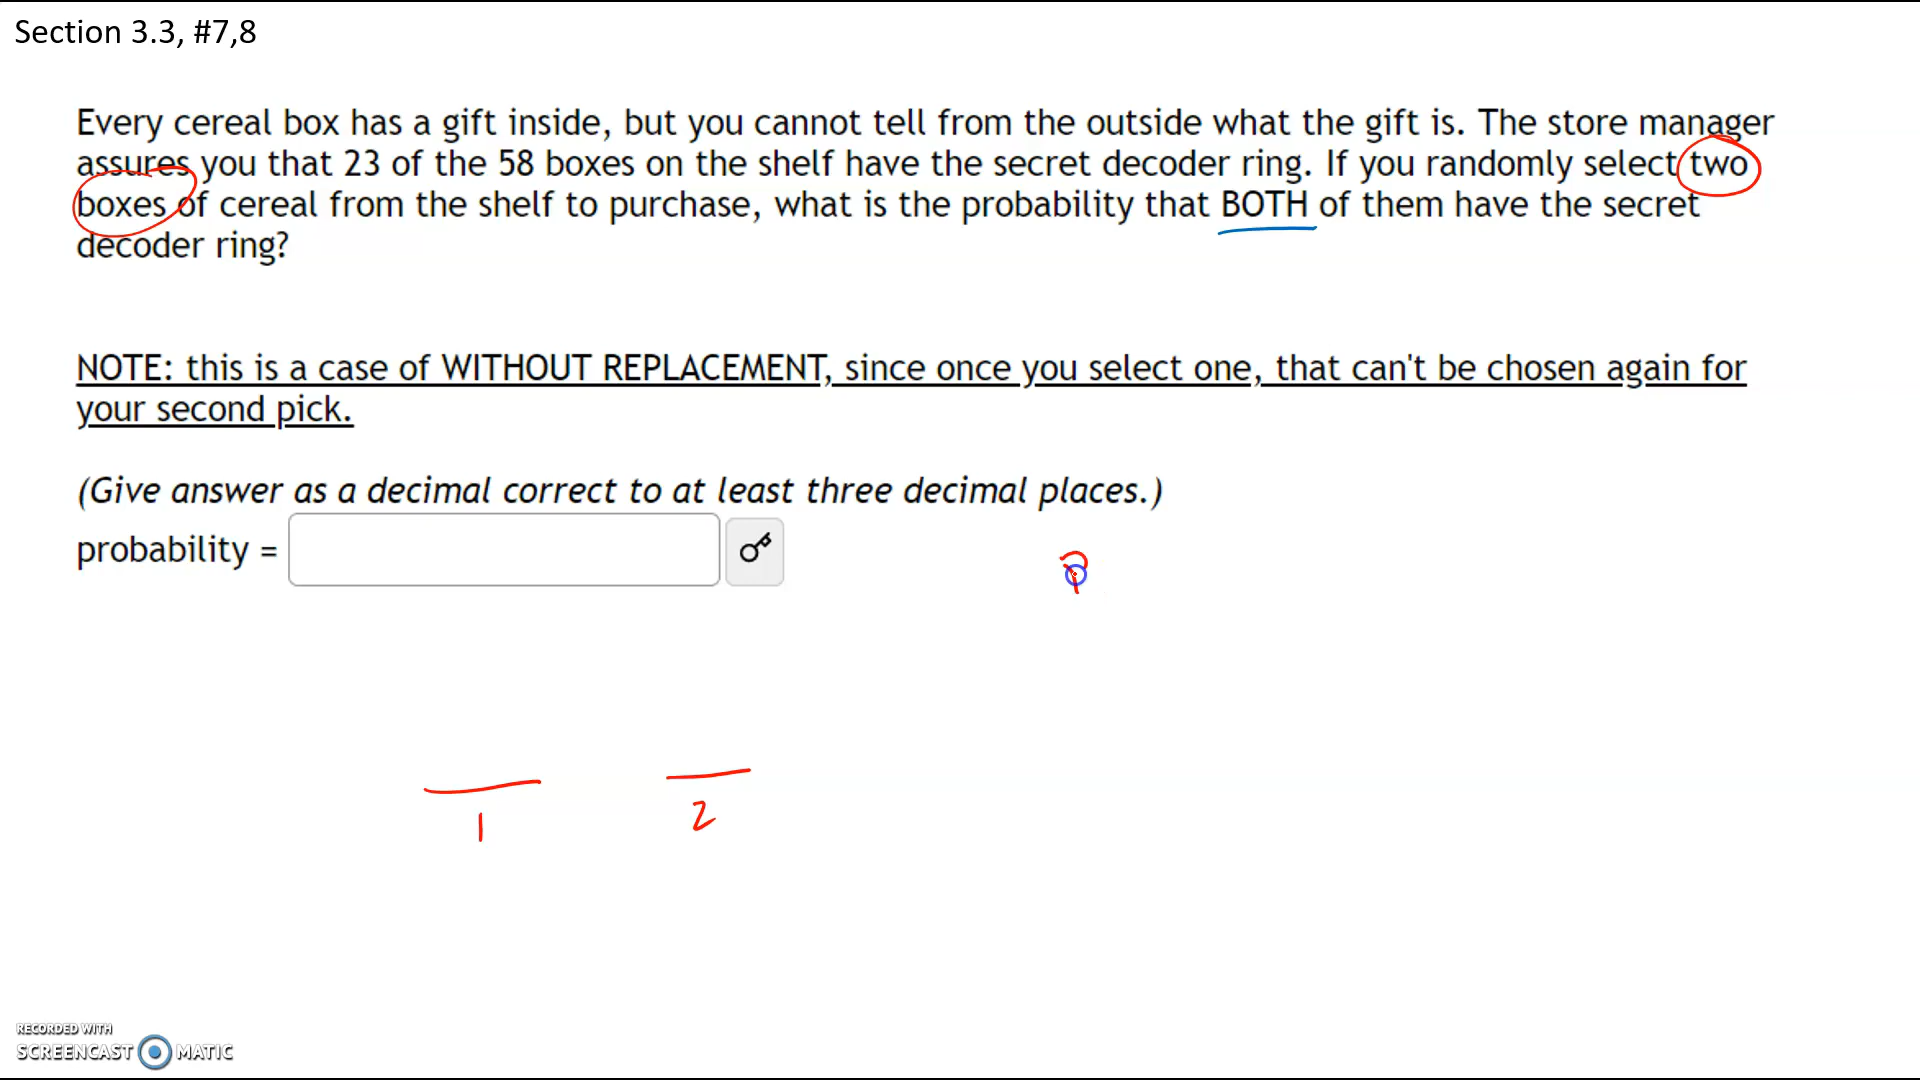 Section 3.3, #7,8
Every cereal box has a gift inside, but you cannot tell from the outside what the gift is. The store manager
assures you that 23 of the 58 boxes on the shelf have the secret decoder ring. If you randomly select two
boxes of cereal from the shelf to purchase, what is the probability that BOTH of them have the secret
decoder ring?
NOTE: this is a case of WITHOUT REPLACEMENT, since once you select one, that can't be chosen again for
your second pick.
(Give answer as a decimal correct to at least three decimal places.)
probability =
P
1 2
RECORDED WITH
SCREENCAST MATIC